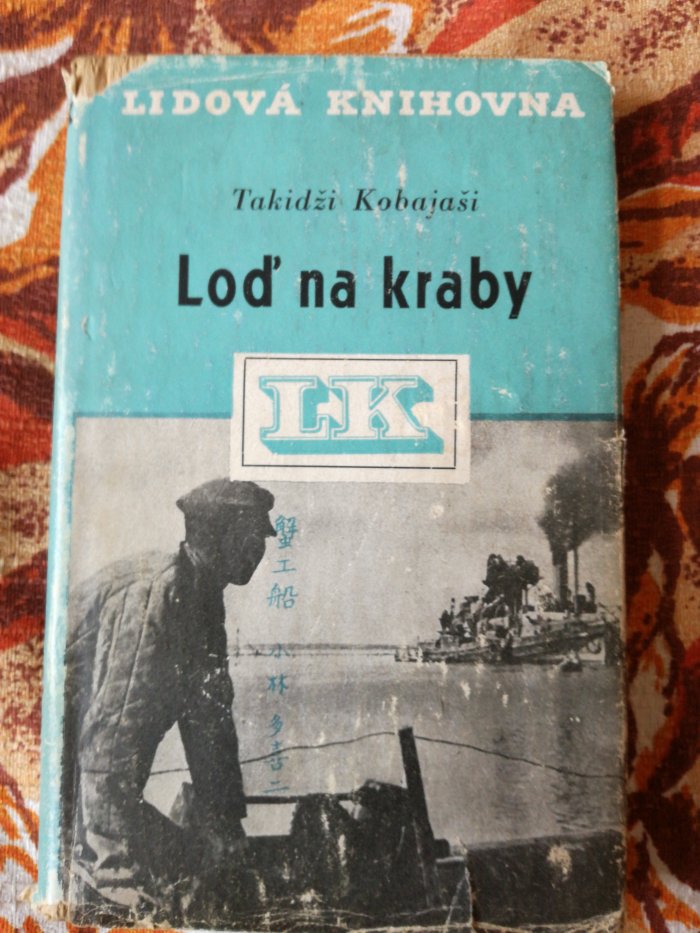 LIDOVÁ KNIHOVNA
Takidži Kobajaši
Loď na kraby
LK
蟹工船 小林多喜二